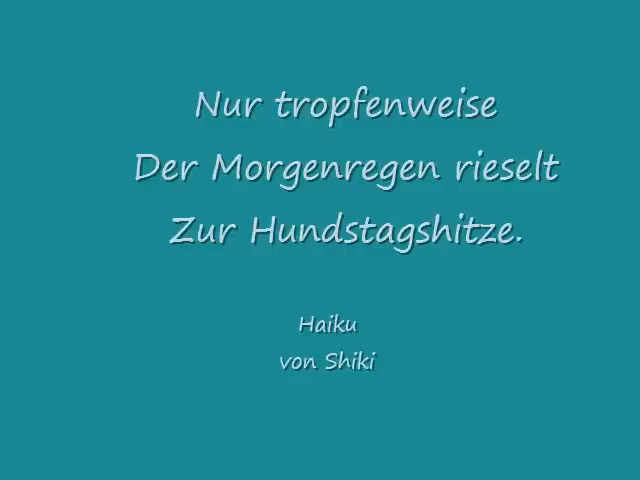 Nur tropfenweise
Der Morgenregen rieselt
Zur Hundstagshitze.
Haiku
von Shiki